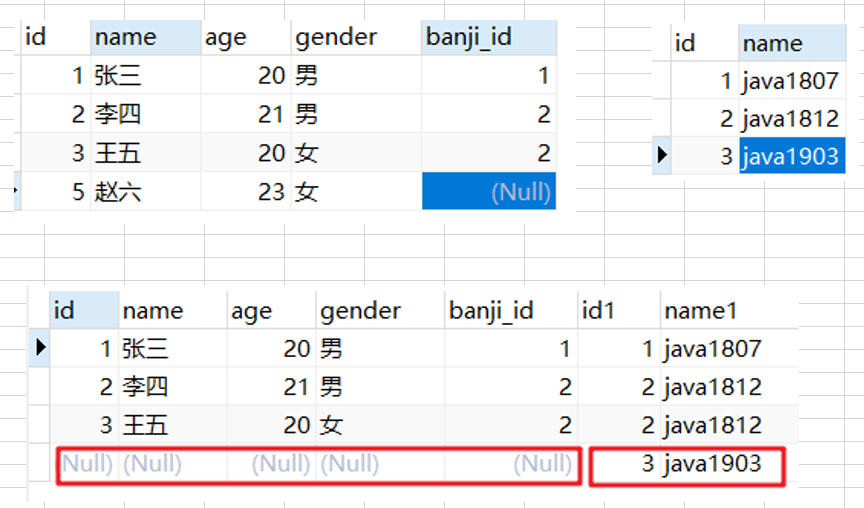 id name age gender banji_id
1 张三 20 男 1
2 李四 21 男 2
3 王五 20 女 2
5 赵六 23 女 (Null)
id name
1 java1807
2 java1812
3 java1903
id name age gender banji_id id1 name1
1 张三 20 男 1 1 java1807
2 李四 21 男 2 2 java1812
3 王五 20 女 2 2 java1812
(Null) (Null) (Null) (Null) (Null) 3 java1903